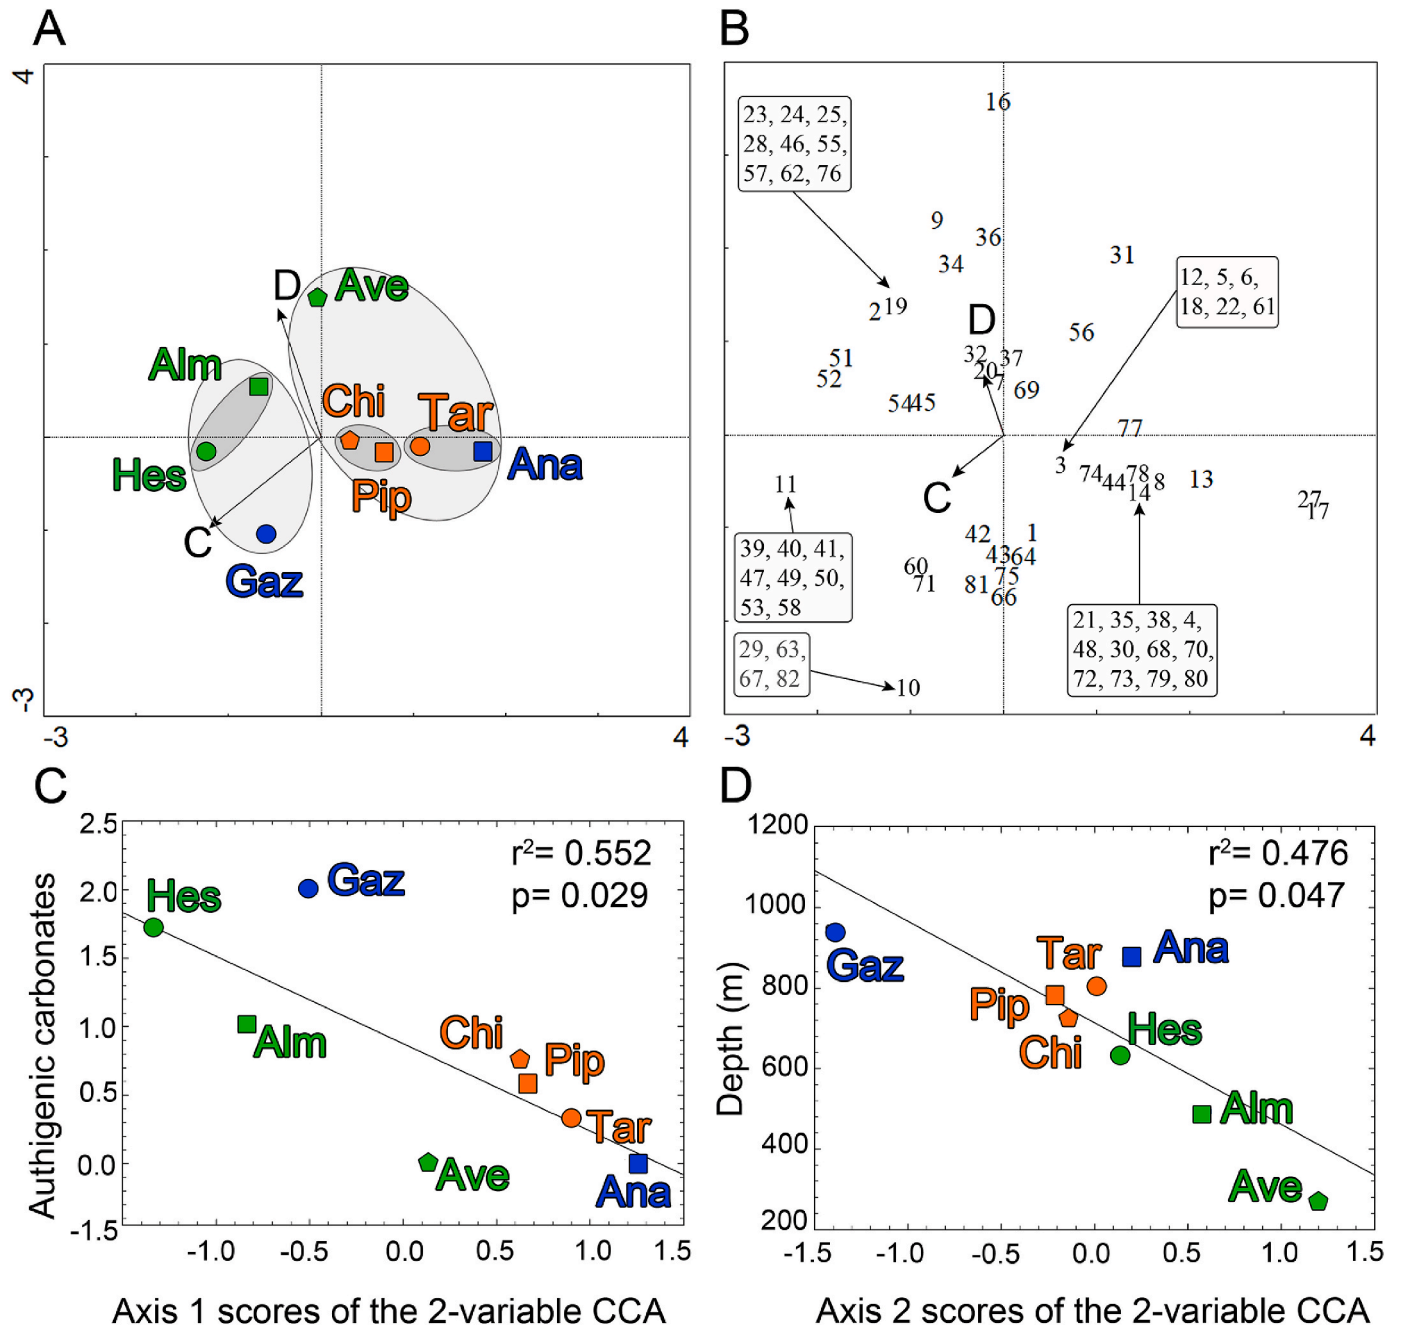 A
4
D
Ave
Alm
Chi
Tar
Hes
Ana
Pip
C
Gaz
-3
-3
4
B
16
23, 24, 25,
28, 46, 55,
57, 62, 76
9
36
34
31
12, 5, 6,
18, 22, 61
2
19
D
56
51
32
37
52
20
7
69
54
45
77
3
74
78
44
8
13
14
11
27
17
C
39, 40, 41,
47, 49, 50,
53, 58
42
1
43
64
60
75
71
81
66
21, 35, 38, 4,
48, 30, 68, 70,
72, 73, 79, 80
29, 63,
67, 82
10
-3
4
C
2.5
2.0
1.5
1.0
0.5
0.0
-1.5
Authigenic carbonates
r²= 0.552
p= 0.029
Hes
Gaz
Alm
Chi
Pip
Tar
Ave
Ana
-1.0
-0.5
0.0
0.5
1.0
1.5
Axis 1 scores of the 2-variable CCA
D
1200
1000
800
600
400
200
Depth (m)
r²= 0.476
p= 0.047
Gaz
Tar
Ana
Pip
Chi
Hes
Alm
Ave
-1.5
-1.0
-0.5
0.0
0.5
1.0
1.5
Axis 2 scores of the 2-variable CCA